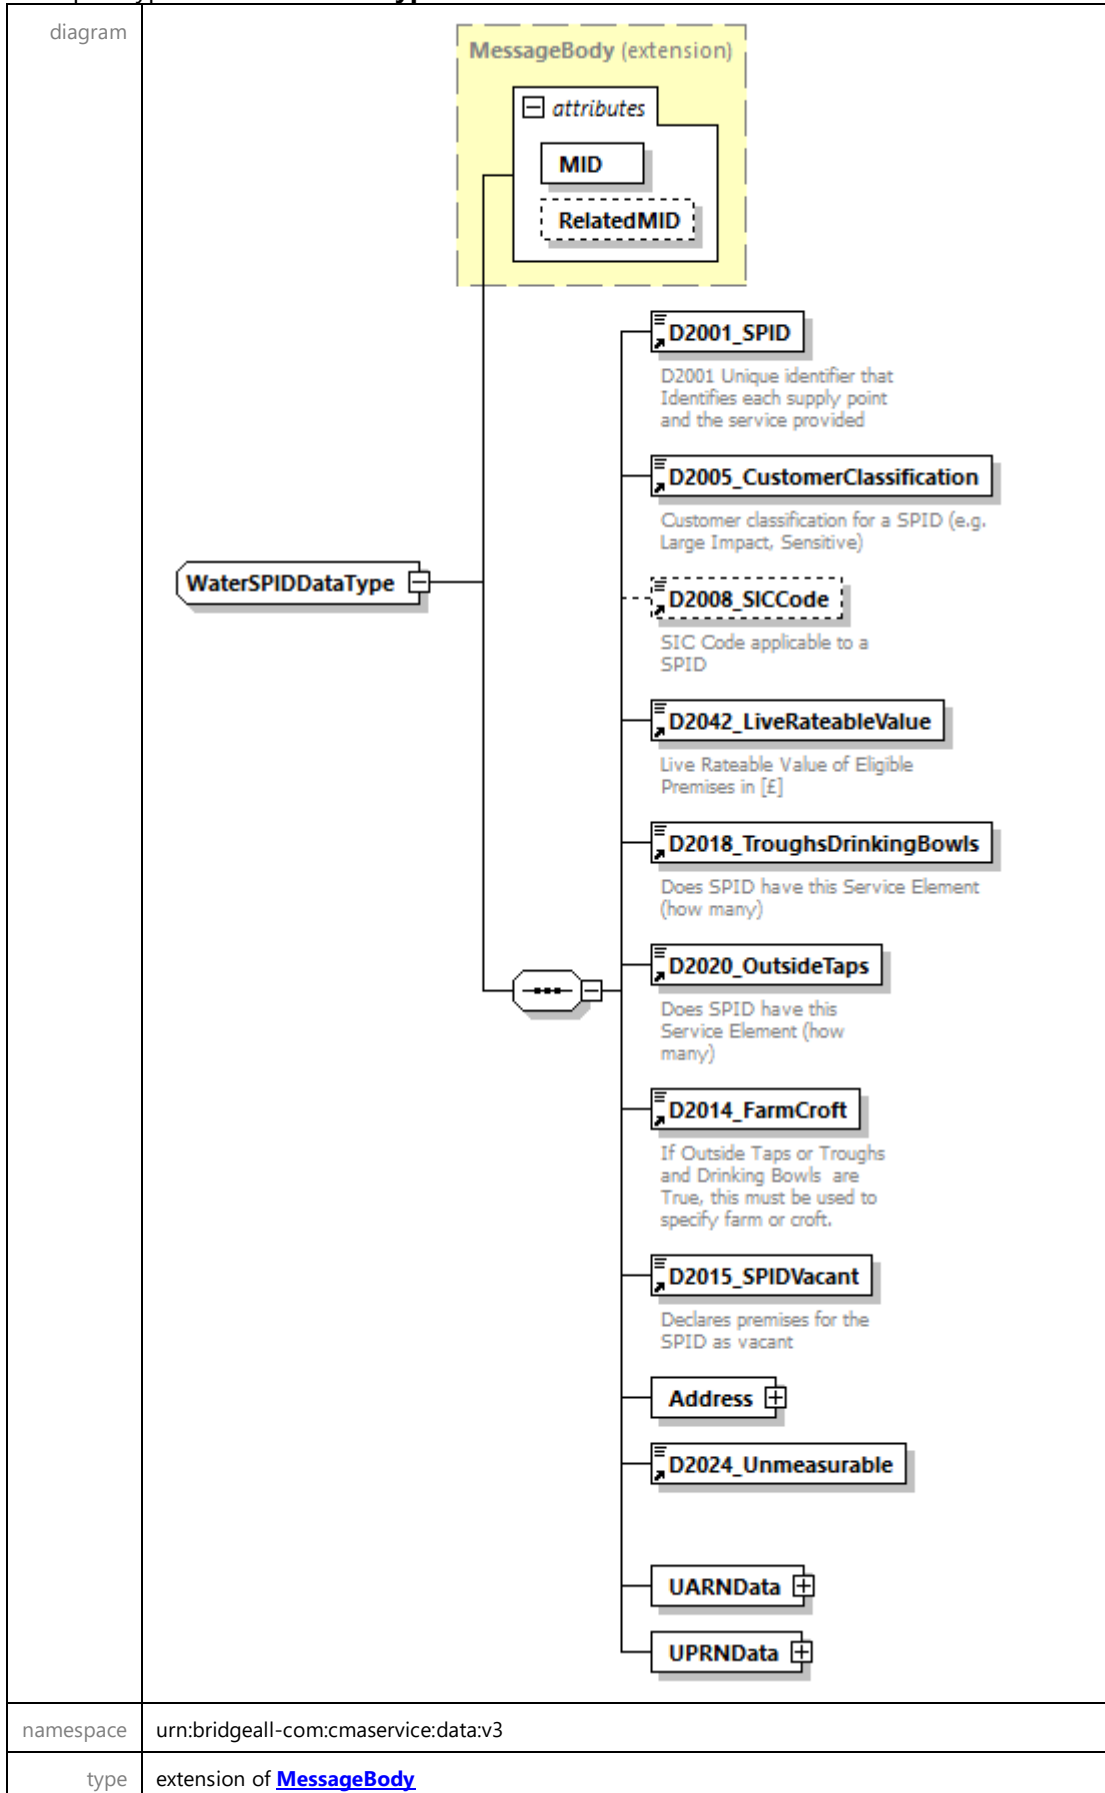 diagram
MessageBody (extension)
attributes
MID
RelatedMID
D2001_SPID
D2001 Unique identifier that
Identifies each supply point
and the service provided
D2005_CustomerClassification
Customer classification for a SPID (e.g.
Large Impact, Sensitive)
WaterSPIDDataType
D2008_SICCode
SIC Code applicable to a
SPID
D2042_LiveRateableValue
Live Rateable Value of Eligible
Premises in [£]
D2018_TroughsDrinkingBowls
Does SPID have this Service Element
(how many)
D2020_OutsideTaps
Does SPID have this
Service Element (how
many)
D2014_FarmCroft
If Outside Taps or Troughs
and Drinking Bowls  are
True, this must be used to
specify farm or croft.
D2015_SPIDVacant
Declares premises for the
SPID as vacant
Address
D2024_Unmeasurable
UARNData
UPRNData
namespace urn:bridgeall-com:cmaservice:data:v3
type extension of MessageBody